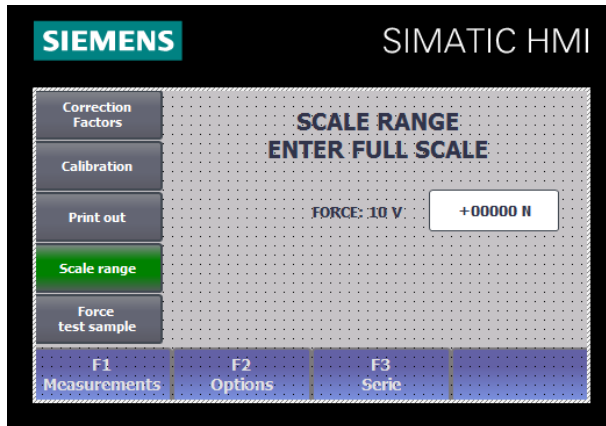 SIEMENS
SIMATIC HMI
Correction
Factors
SCALE RANGE
ENTER FULL SCALE
Calibration
Print out
FORCE: 10 V
+00000 N
Scale range
Force
test sample
F1
Measurements
F2
Options
F3
Serie